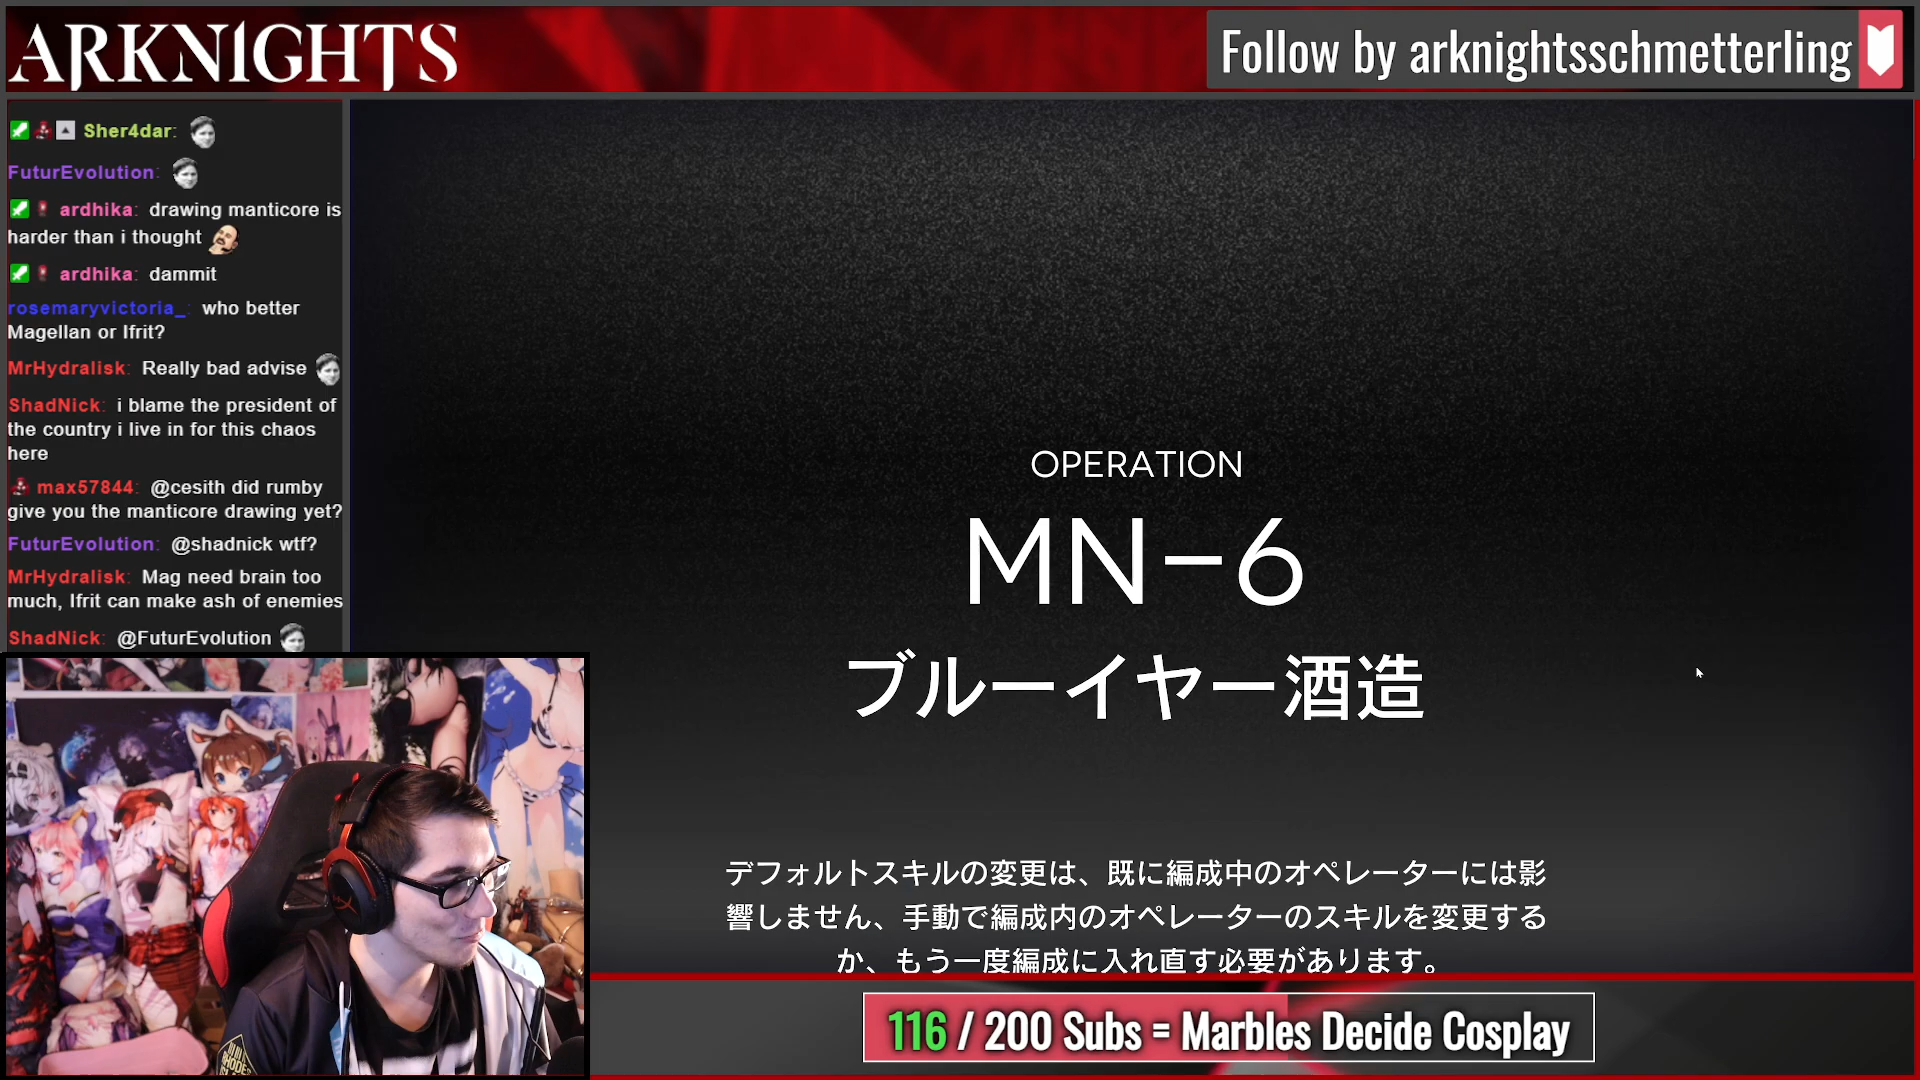 ARKNIGHTS
Follow by arknightsschmetterling
Sher4dar:
FuturEvolution:
ardhika: drawing manticore is
harder than i thought
ardhika: dammit
rosemaryvictoria_: who better
Magellan or Ifrit?
MrHydralisk: Really bad advise
ShadNick: i blame the president of
the country i live in for this chaos
here
max57844: @cesith did rumby
give you the manticore drawing yet?
FuturEvolution: @shadnick wtf?
MrHydralisk: Mag need brain too
much, Ifrit can make ash of enemies
ShadNick: @FuturEvolution
OPERATION
MN-6
ブルーイヤー酒造
デフォルトスキルの変更は、既に編成中のオペレーターには影
響しません、手動で編成内のオペレーターのスキルを変更する
か、もう一度編成に入れ直す必要があります。
116 / 200 Subs = Marbles Decide Cosplay